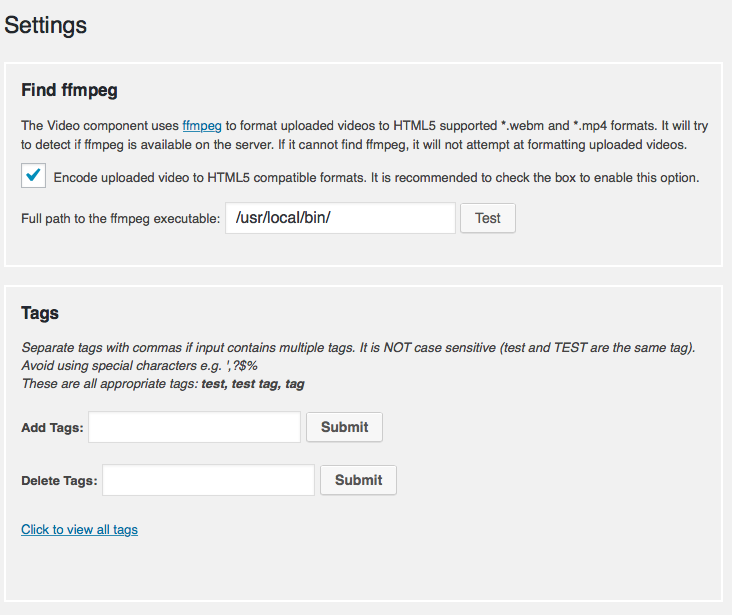 Settings
Find ffmpeg
The Video component uses ffmpeg to format uploaded videos to HTML5 supported *.webm and *.mp4 formats. It will try
to detect if ffmpeg is available on the server. If it cannot find ffmpeg, it will not attempt at formatting uploaded videos.
Encode uploaded video to HTML5 compatible formats. It is recommended to check the box to enable this option.
Full path to the ffmpeg executable: /usr/local/bin/ Test
Tags
Separate tags with commas if input contains multiple tags. It is NOT case sensitive (test and TEST are the same tag).
Avoid using special characters e.g. ',?$%
These are all appropriate tags: test, test tag, tag
Add Tags: Submit
Delete Tags: Submit
Click to view all tags